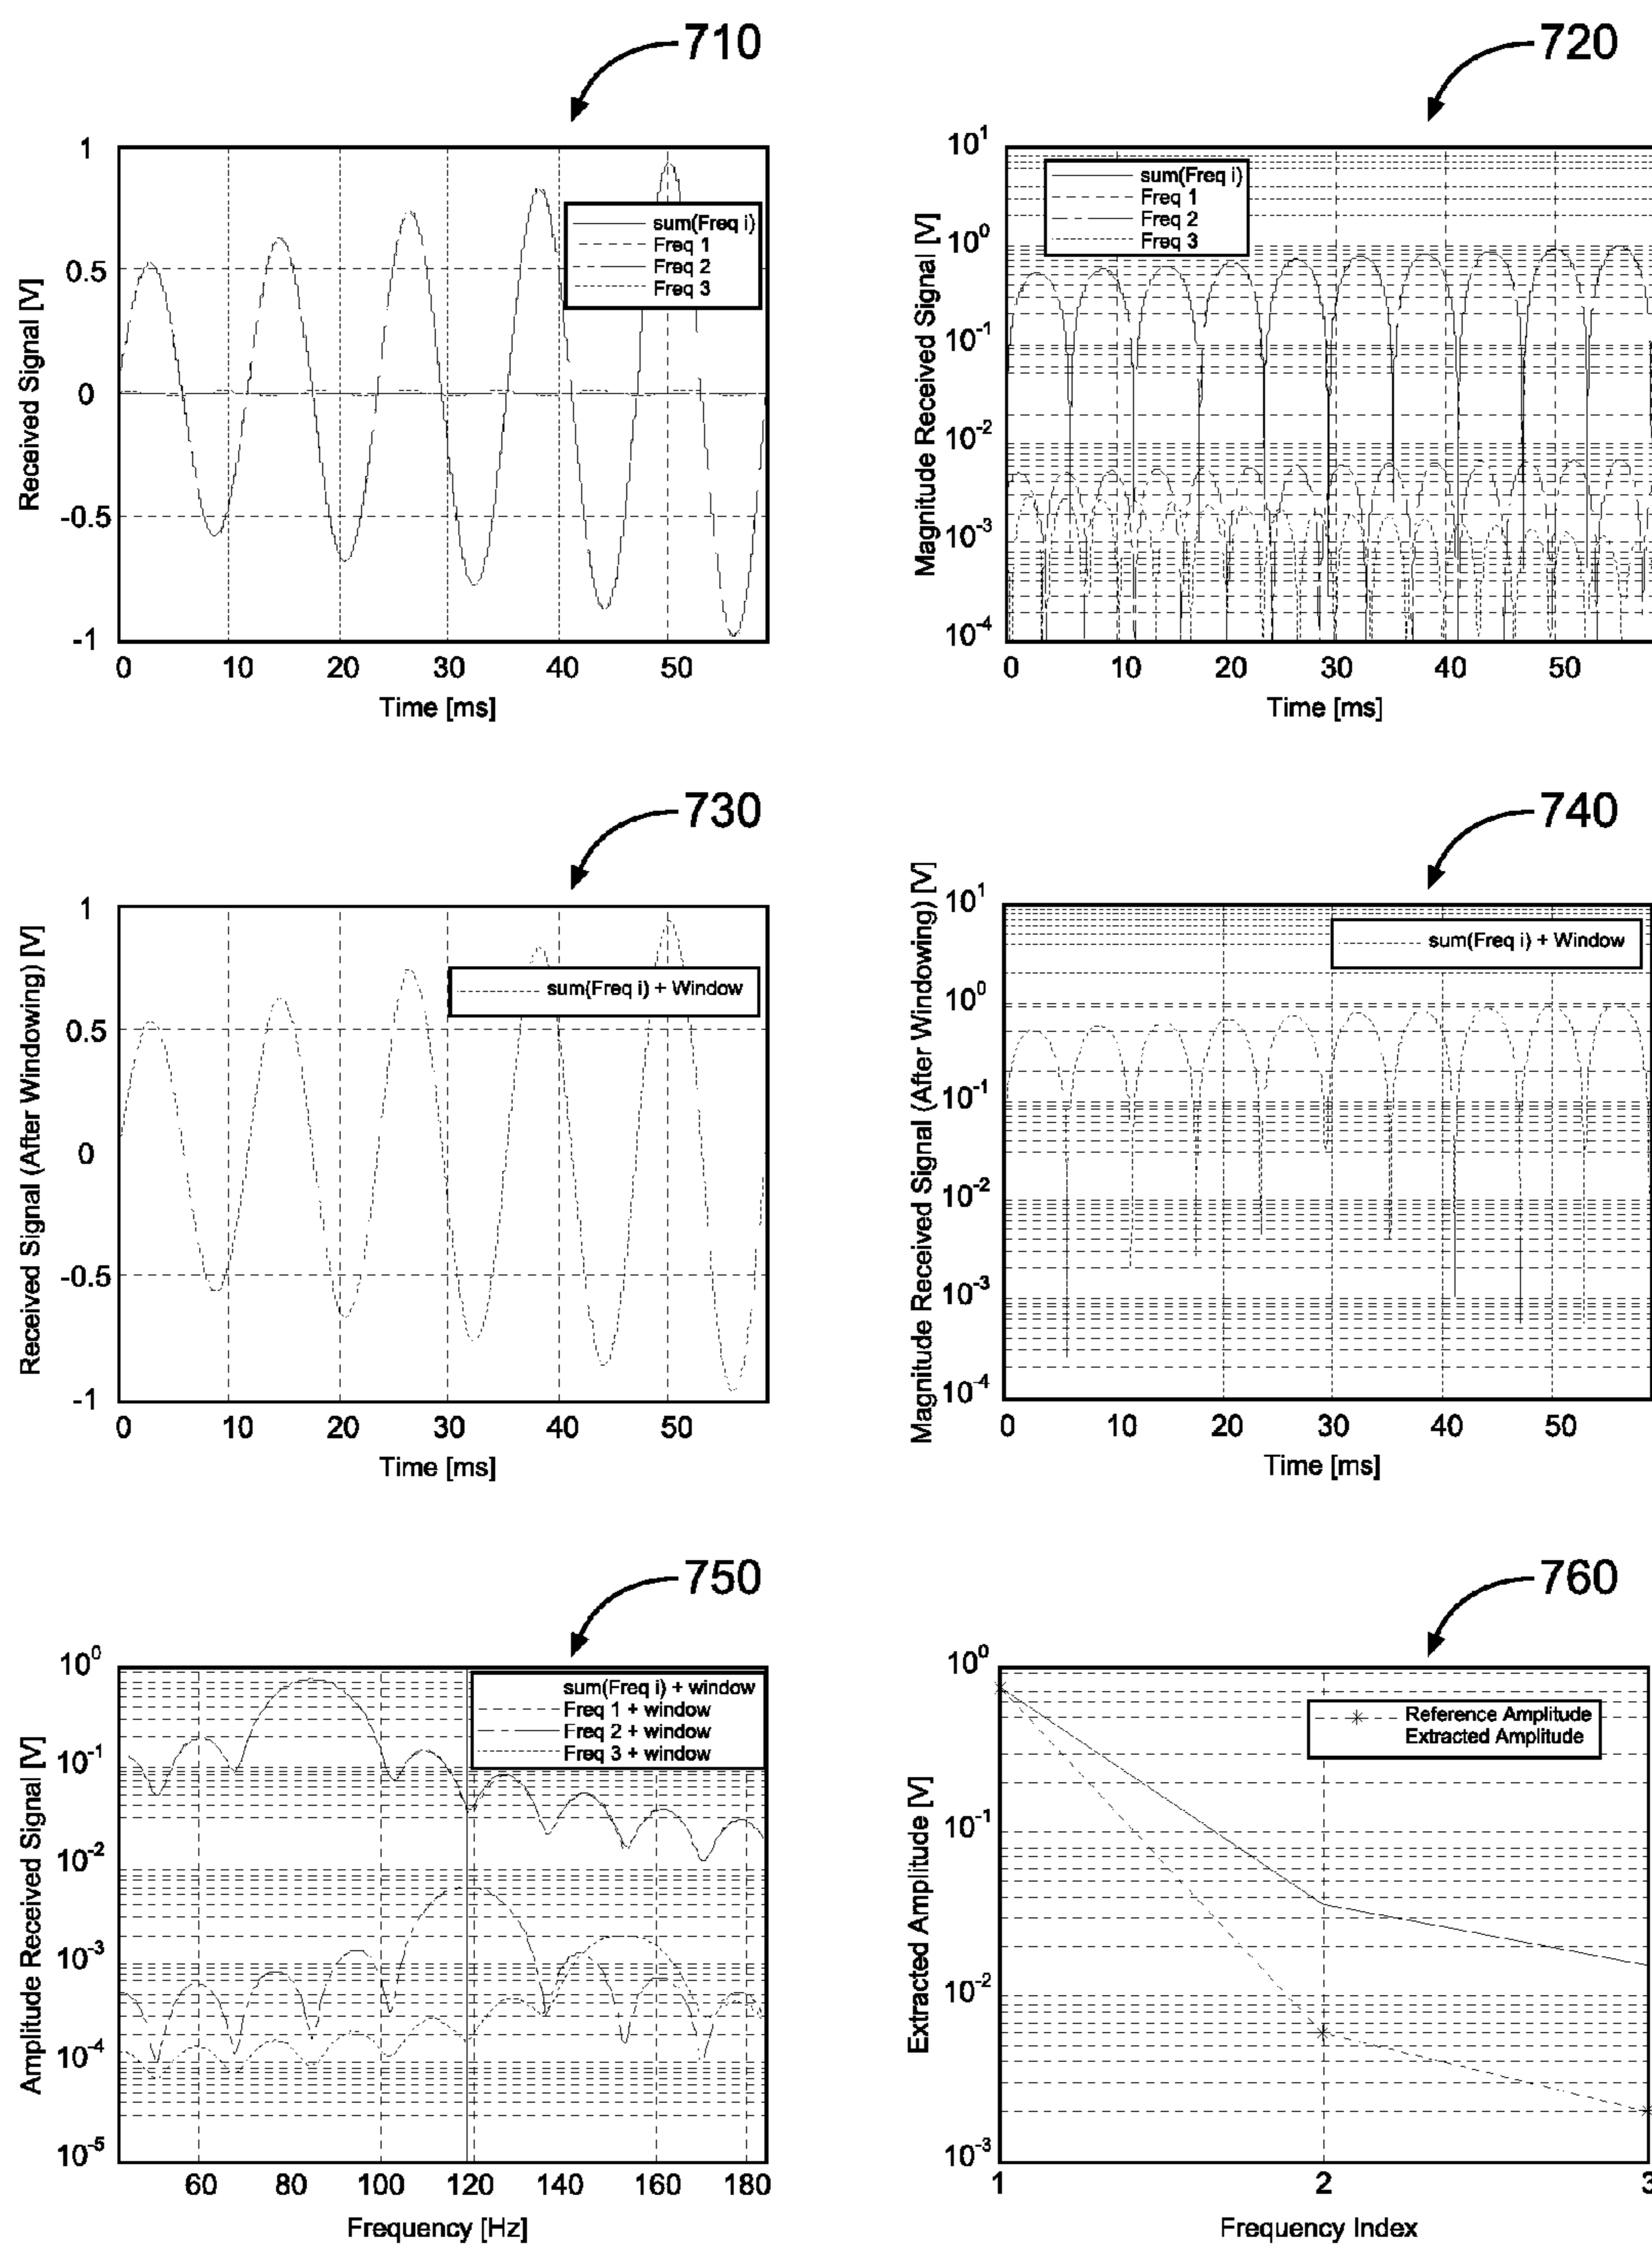 710
1
0.5
0
-0.5
-1
Received Signal [V]
sum(Freq i)
Freq 1
Freq 2
Freq 3
0 10 20 30 40 50
Time [ms]
720
10^1
10^0
10^-1
10^-2
10^-3
10^-4
Magnitude Received Signal [V]
sum(Freq i)
Freq 1
Freq 2
Freq 3
0 10 20 30 40 50
Time [ms]
730
1
0.5
0
-0.5
-1
Received Signal (After Windowing) [V]
sum(Freq i) + Window
0 10 20 30 40 50
Time [ms]
740
10^1
10^0
10^-1
10^-2
10^-3
10^-4
Magnitude Received Signal (After Windowing) [V]
sum(Freq i) + Window
0 10 20 30 40 50
Time [ms]
750
10^0
10^-1
10^-2
10^-3
10^-4
10^-5
Amplitude Received Signal [V]
sum(Freq i) + window
Freq 1 + window
Freq 2 + window
Freq 3 + window
60 80 100 120 140 160 180
Frequency [Hz]
760
10^0
10^-1
10^-2
10^-3
Extracted Amplitude [V]
Reference Amplitude
Extracted Amplitude
1 2 3
Frequency Index